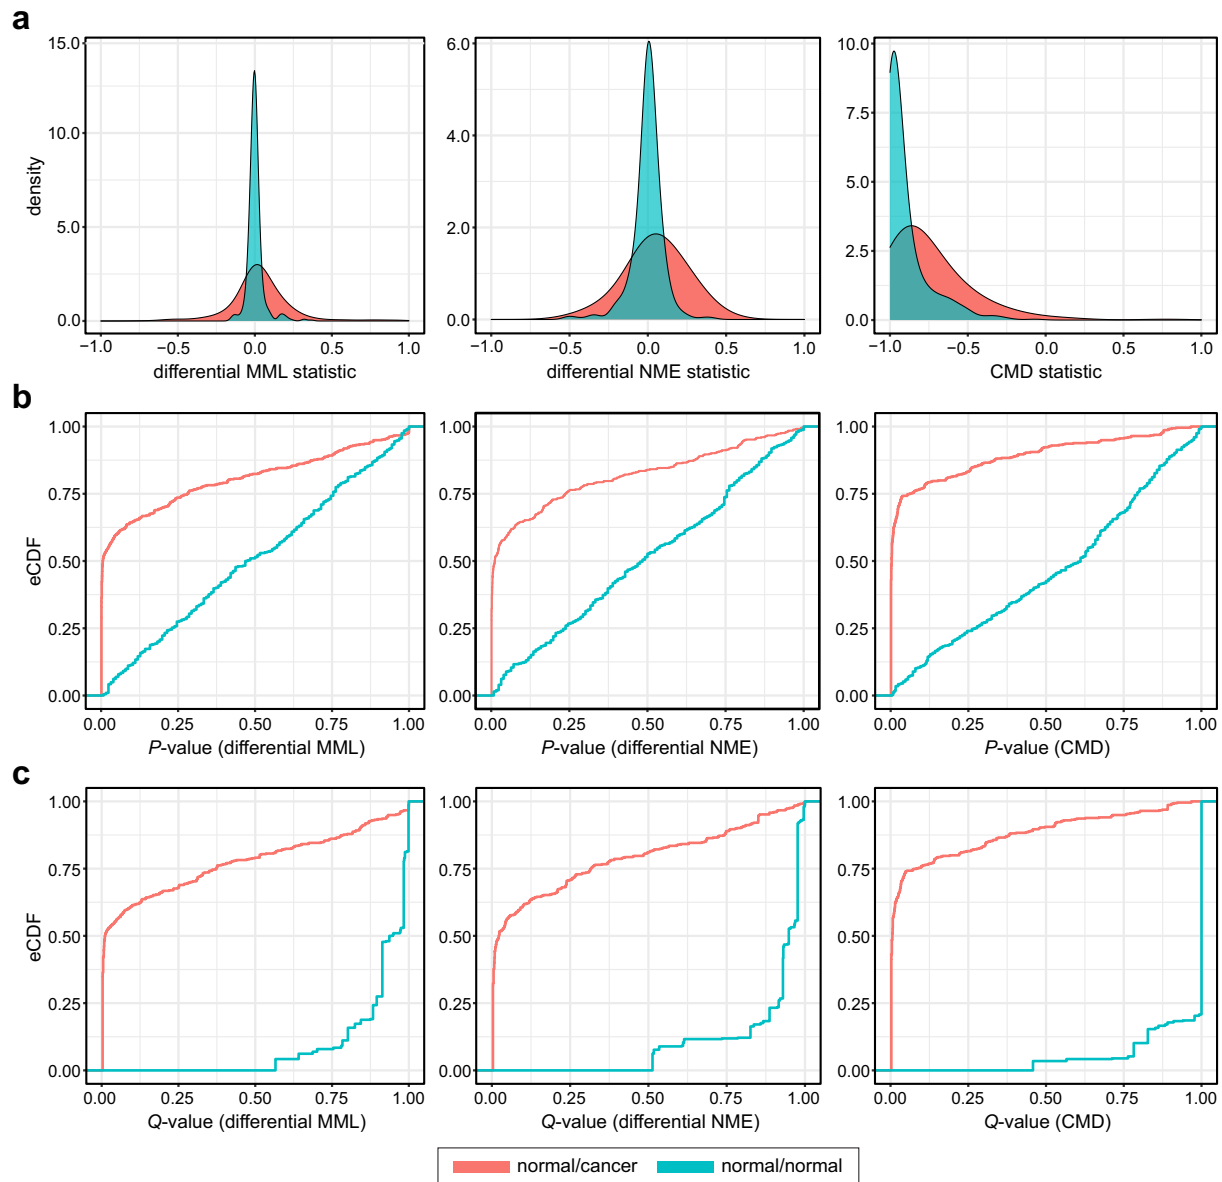 a
15.0
10.0
5.0
0.0
density
−1.0 −0.5 0.0 0.5 1.0
differential MML statistic
6.0
4.0
2.0
0.0
−1.0 −0.5 0.0 0.5 1.0
differential NME statistic
10.0
7.5
5.0
2.5
0.0
−1.0 −0.5 0.0 0.5 1.0
CMD statistic
b
1.00
0.75
0.50
0.25
0.00
eCDF
0.00 0.25 0.50 0.75 1.00
P-value (differential MML)
1.00
0.75
0.50
0.25
0.00
0.00 0.25 0.50 0.75 1.00
P-value (differential NME)
1.00
0.75
0.50
0.25
0.00
0.00 0.25 0.50 0.75 1.00
P-value (CMD)
c
1.00
0.75
0.50
0.25
0.00
eCDF
0.00 0.25 0.50 0.75 1.00
Q-value (differential MML)
1.00
0.75
0.50
0.25
0.00
0.00 0.25 0.50 0.75 1.00
Q-value (differential NME)
1.00
0.75
0.50
0.25
0.00
0.00 0.25 0.50 0.75 1.00
Q-value (CMD)
normal/cancer normal/normal